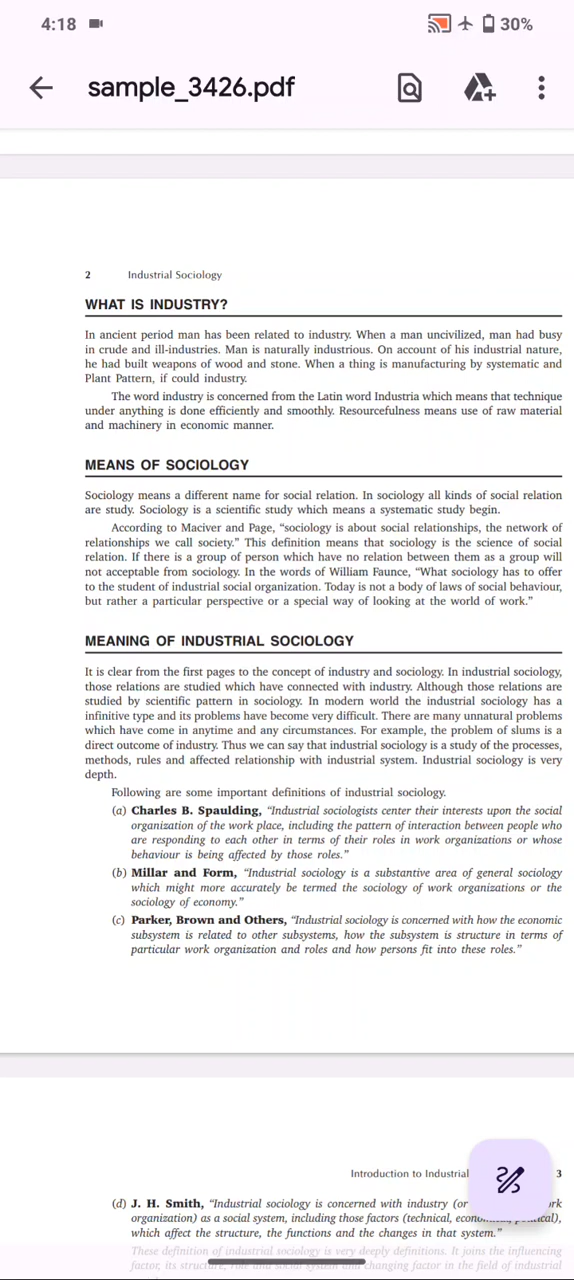 4:18
30%
sample_3426.pdf
2 Industrial Sociology
WHAT IS INDUSTRY?
In ancient period man has been related to industry. When a man uncivilized, man had busy
in crude and ill-industries. Man is naturally industrious. On account of his industrial nature,
he had built weapons of wood and stone. When a thing is manufacturing by systematic and
Plant Pattern, if could industry.
The word industry is concerned from the Latin word Industria which means that technique
under anything is done efficiently and smoothly. Resourcefulness means use of raw material
and machinery in economic manner.
MEANS OF SOCIOLOGY
Sociology means a different name for social relation. In sociology all kinds of social relation
are study. Sociology is a scientific study which means a systematic study begin.
According to Maciver and Page, “sociology is about social relationships, the network of
relationships we call society.” This definition means that sociology is the science of social
relation. If there is a group of person which have no relation between them as a group will
not acceptable from sociology. In the words of William Faunce, “What sociology has to offer
to the student of industrial social organization. Today is not a body of laws of social behaviour,
but rather a particular perspective or a special way of looking at the world of work.”
MEANING OF INDUSTRIAL SOCIOLOGY
It is clear from the first pages to the concept of industry and sociology. In industrial sociology,
those relations are studied which have connected with industry. Although those relations are
studied by scientific pattern in sociology. In modern world the industrial sociology has a
infinitive type and its problems have become very difficult. There are many unnatural problems
which have come in anytime and any circumstances. For example, the problem of slums is a
direct outcome of industry. Thus we can say that industrial sociology is a study of the processes,
methods, rules and affected relationship with industrial system. Industrial sociology is very
depth.
Following are some important definitions of industrial sociology.
(a) Charles B. Spaulding, “Industrial sociologists center their interests upon the social
organization of the work place, including the pattern of interaction between people who
are responding to each other in terms of their roles in work organizations or whose
behaviour is being affected by those roles.”
(b) Millar and Form, “Industrial sociology is a substantive area of general sociology
which might more accurately be termed the sociology of work organizations or the
sociology of economy.”
(c) Parker, Brown and Others, “Industrial sociology is concerned with how the economic
subsystem is related to other subsystems, how the subsystem is structure in terms of
particular work organization and roles and how persons fit into these roles.”
Introduction to Industrial 3
(d) J. H. Smith, “Industrial sociology is concerned with industry (or
organization) as a social system, including those factors (technical,
which affect the structure, the functions and the changes in that system.”
These definition of industrial sociology is very deeply definitions. It joins the influencing
factor, its structure, role and social system and changing factor in the field of industrial